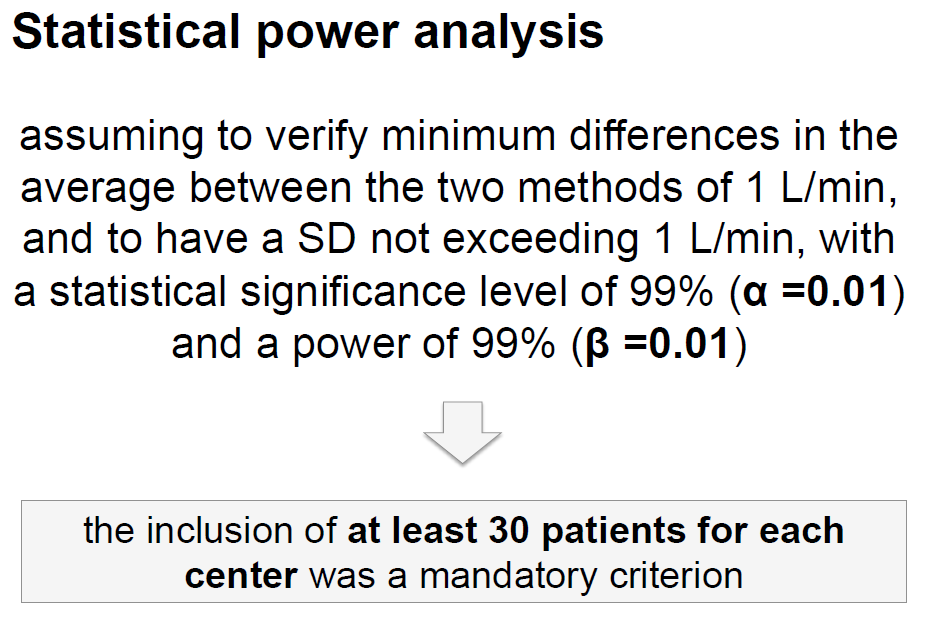 Statistical power analysis
assuming to verify minimum differences in the
average between the two methods of 1 L/min,
and to have a SD not exceeding 1 L/min, with
a statistical significance level of 99% (α =0.01)
and a power of 99% (β =0.01)
the inclusion of at least 30 patients for each
center was a mandatory criterion